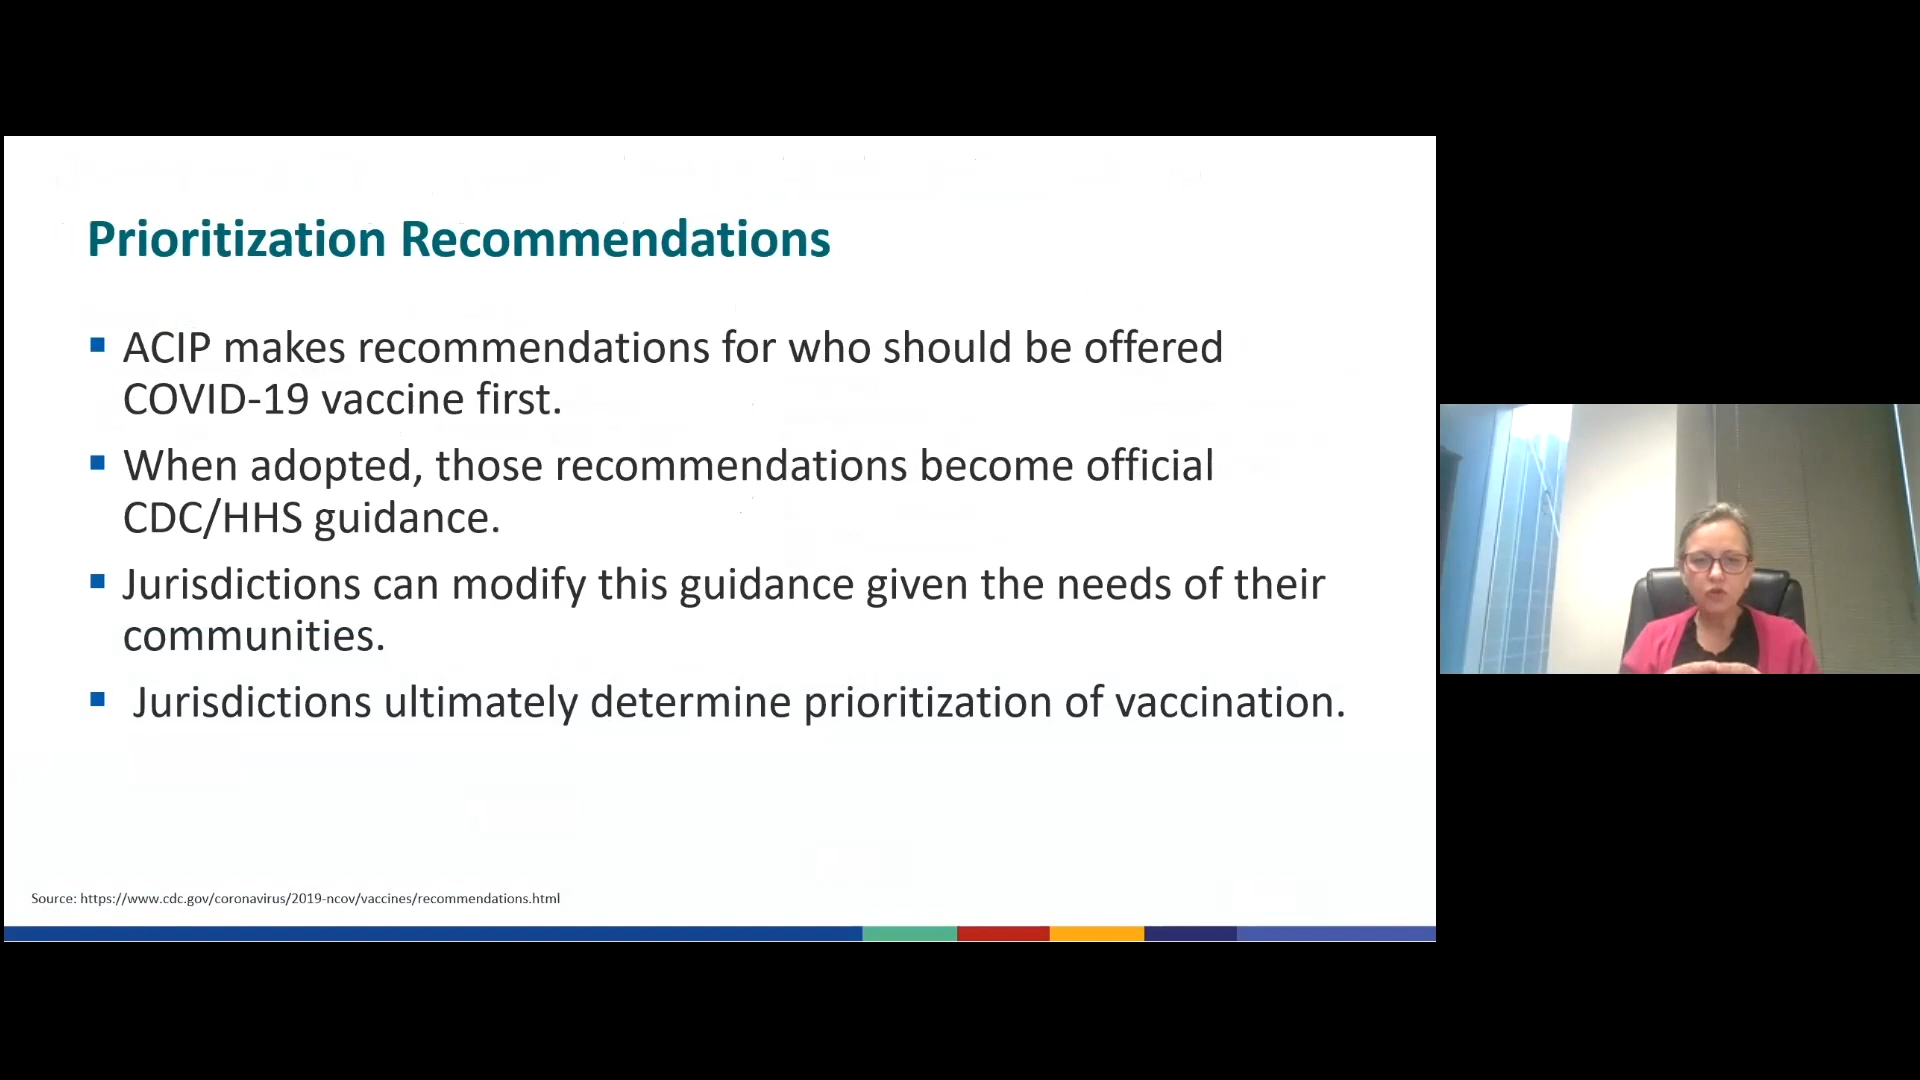 Prioritization Recommendations
▪ ACIP makes recommendations for who should be offered
COVID-19 vaccine first.
▪ When adopted, those recommendations become official
CDC/HHS guidance.
▪ Jurisdictions can modify this guidance given the needs of their
communities.
▪ Jurisdictions ultimately determine prioritization of vaccination.
Source: https://www.cdc.gov/coronavirus/2019-ncov/vaccines/recommendations.html